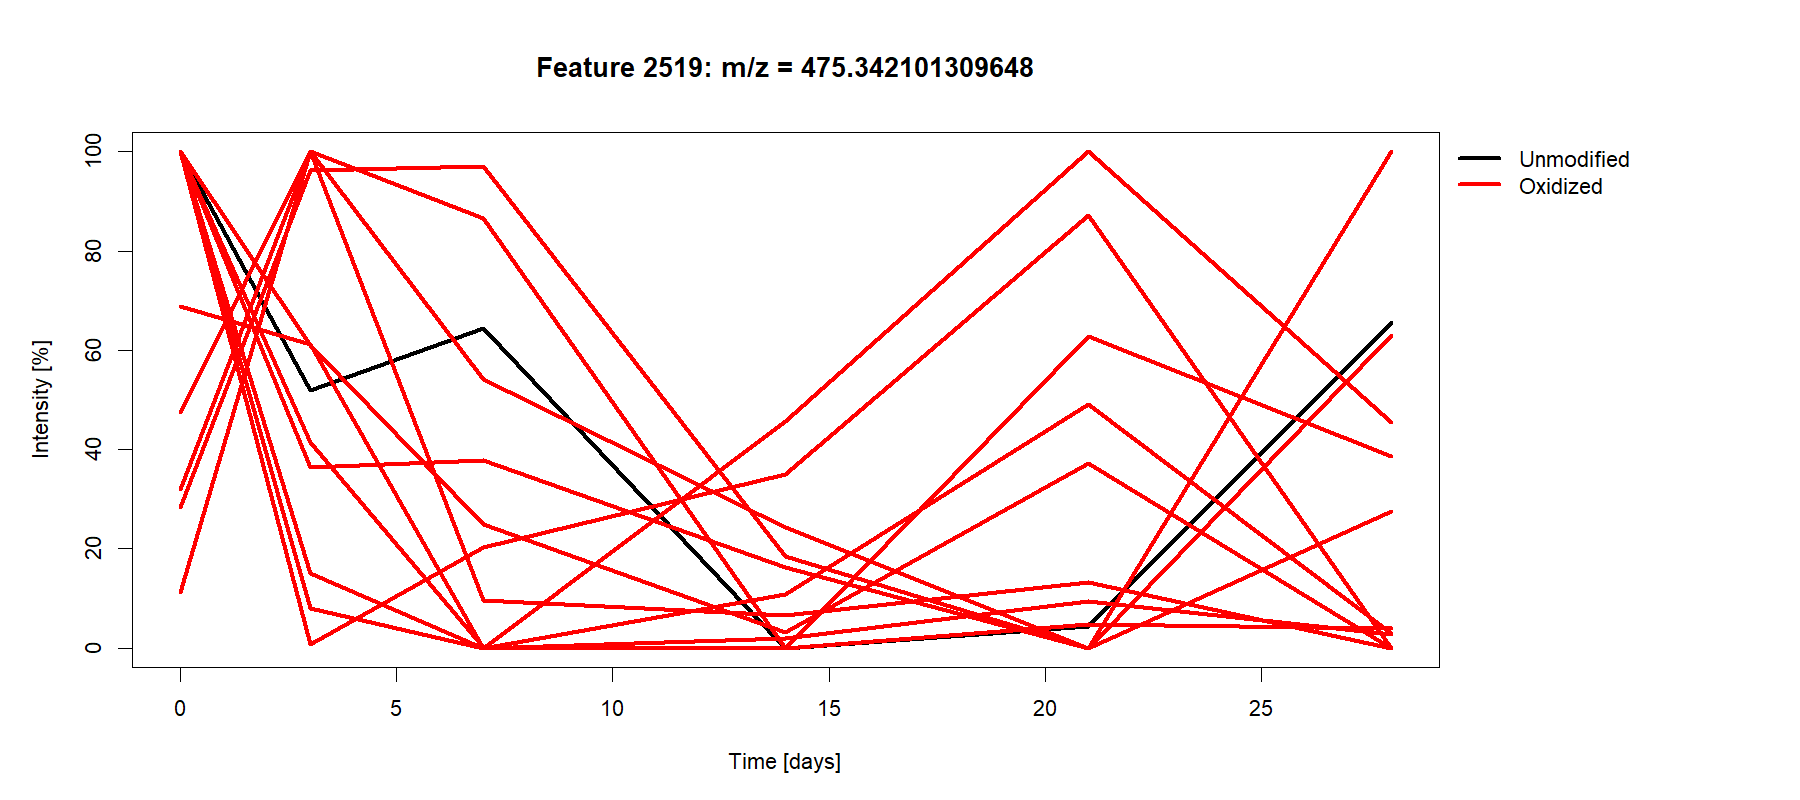 Feature 2519: m/z = 475.342101309648
Unmodified
Oxidized
Intensity [%]
100
80
60
40
20
0
0 5 10 15 20 25
Time [days]